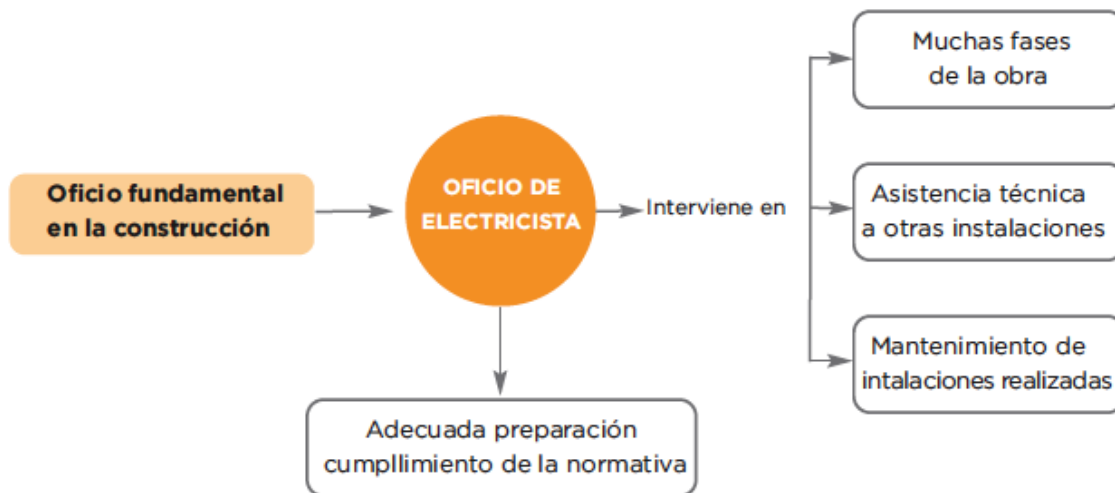 Oficio fundamental
en la construcción
OFICIO DE
ELECTRICISTA
Interviene en
Muchas fases
de la obra
Asistencia técnica
a otras instalaciones
Mantenimiento de
intalaciones realizadas
Adecuada preparación
cumpllimiento de la normativa